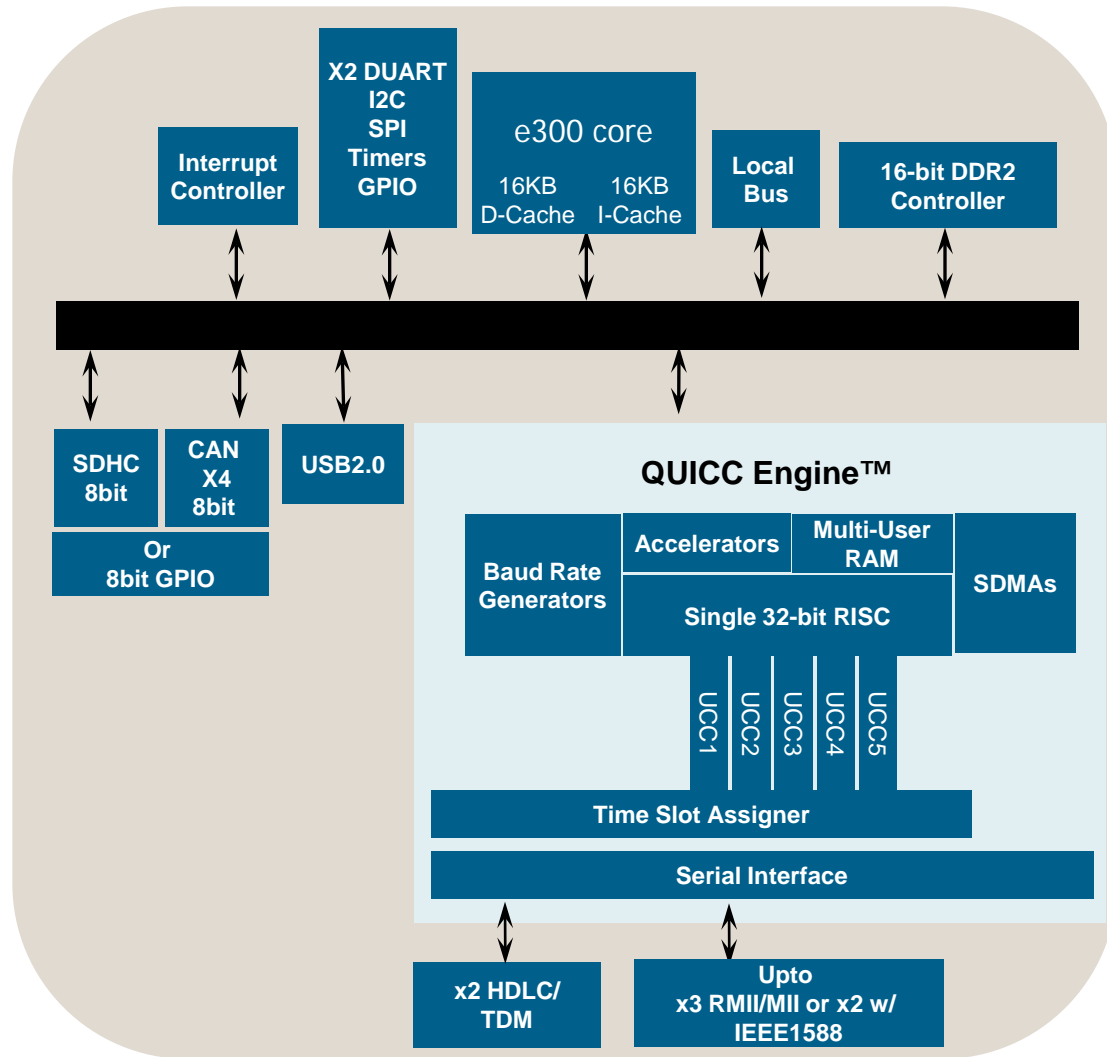 X2 DUART
I2C
SPI
Timers
GPIO
e300 core
16KB
D-Cache
16KB
I-Cache
Interrupt
Controller
Local
Bus
16-bit DDR2
Controller
SDHC
8bit
CAN
X4
8bit
Or
8bit GPIO
USB2.0
QUICC Engine™
Baud Rate
Generators
Accelerators
Multi-User
RAM
SDMAs
Single 32-bit RISC
UCC1
UCC2
UCC3
UCC4
UCC5
Time Slot Assigner
Serial Interface
x2 HDLC/
TDM
Upto
x3 RMII/MII or x2 w/
IEEE1588